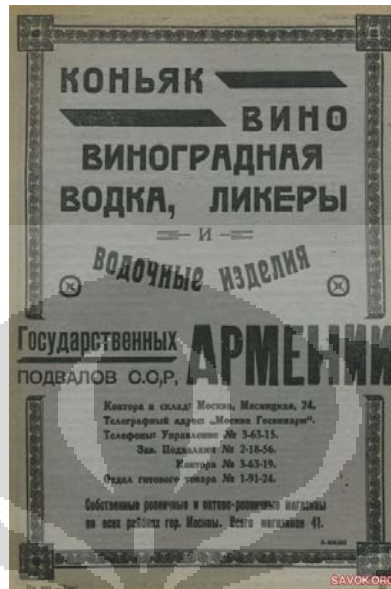 КОНЬЯК
ВИНО
ВИНОГРАДНАЯ
ВОДКА, ЛИКЕРЫ
И
ВОДОЧНЫЕ ИЗДЕЛИЯ
Государственных
ПОДВАЛОВ С.С.Р,
АРМЕНИИ
Контора и склад: Москва, Мясницкая, 24.
Телеграфный адрес: „Москва Госвинарм".
Телефоны: Управление № 3-63-15.
Зав. Подвалами № 2-18-56.
Контора № 3-63-19.
Отдел готового товара № 1-91-24.
Собственные розничные и оптово-розничные магазины
во всех районах гор. Москвы. Всего магазинов 41.
SAVOK.ORG